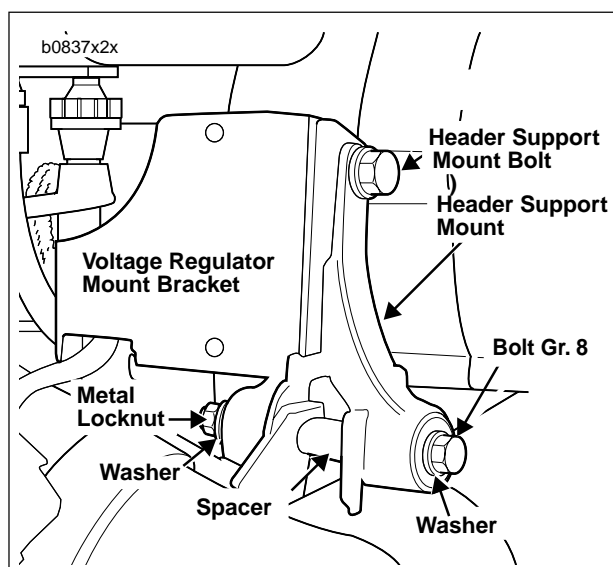 b0837x2x
Header Support
Mount Bolt
Header Support
Mount
Voltage Regulator
Mount Bracket
Bolt Gr. 8
Metal
Locknut
Washer
Spacer
Washer